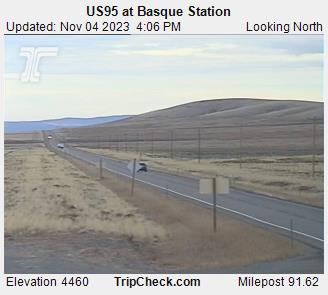 US95 at Basque Station
Updated: Nov 04 2023 4:06 PM Looking North
Elevation 4460 TripCheck.com Milepost 91.62